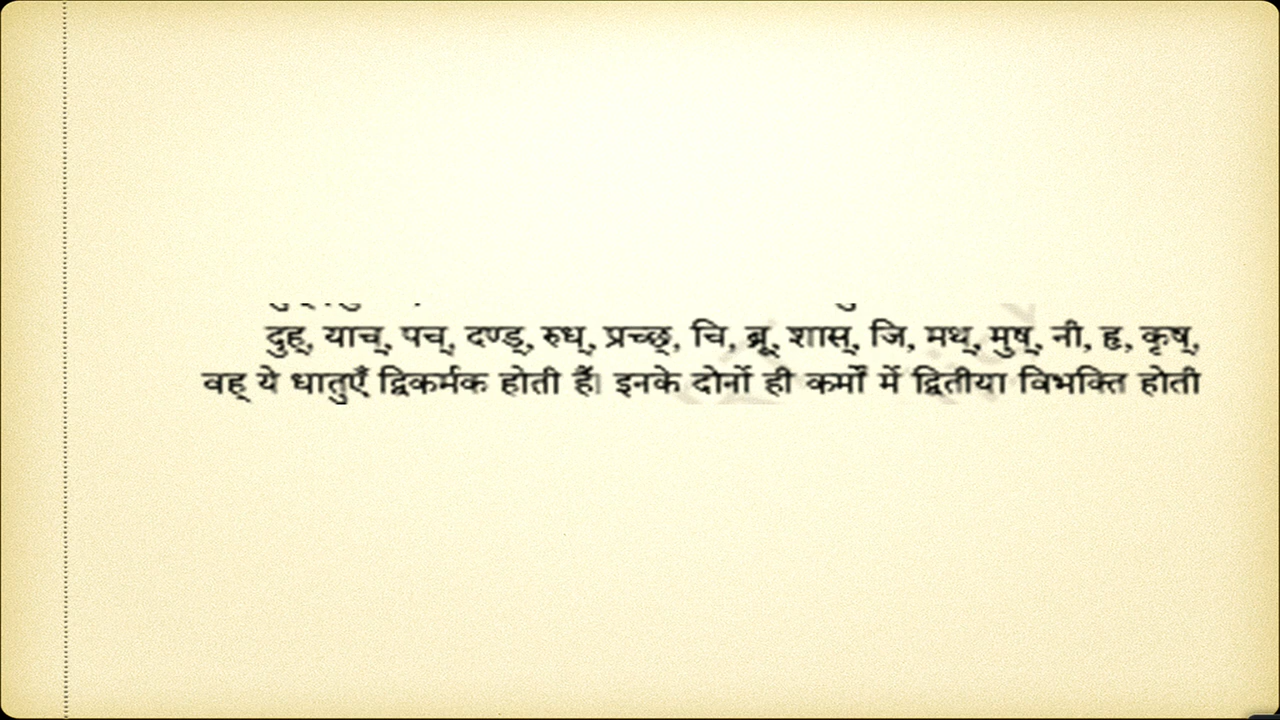 दुह्, याच्, पच्, दण्ड्, रुध्, प्रच्छ्, चि, ब्रू, शास्, जि, मथ्, मुष्, नी, हृ, कृष्,
वह् ये धातुएँ द्विकर्मक होती हैं। इनके दोनों ही कर्मों में द्वितीया विभक्ति होती